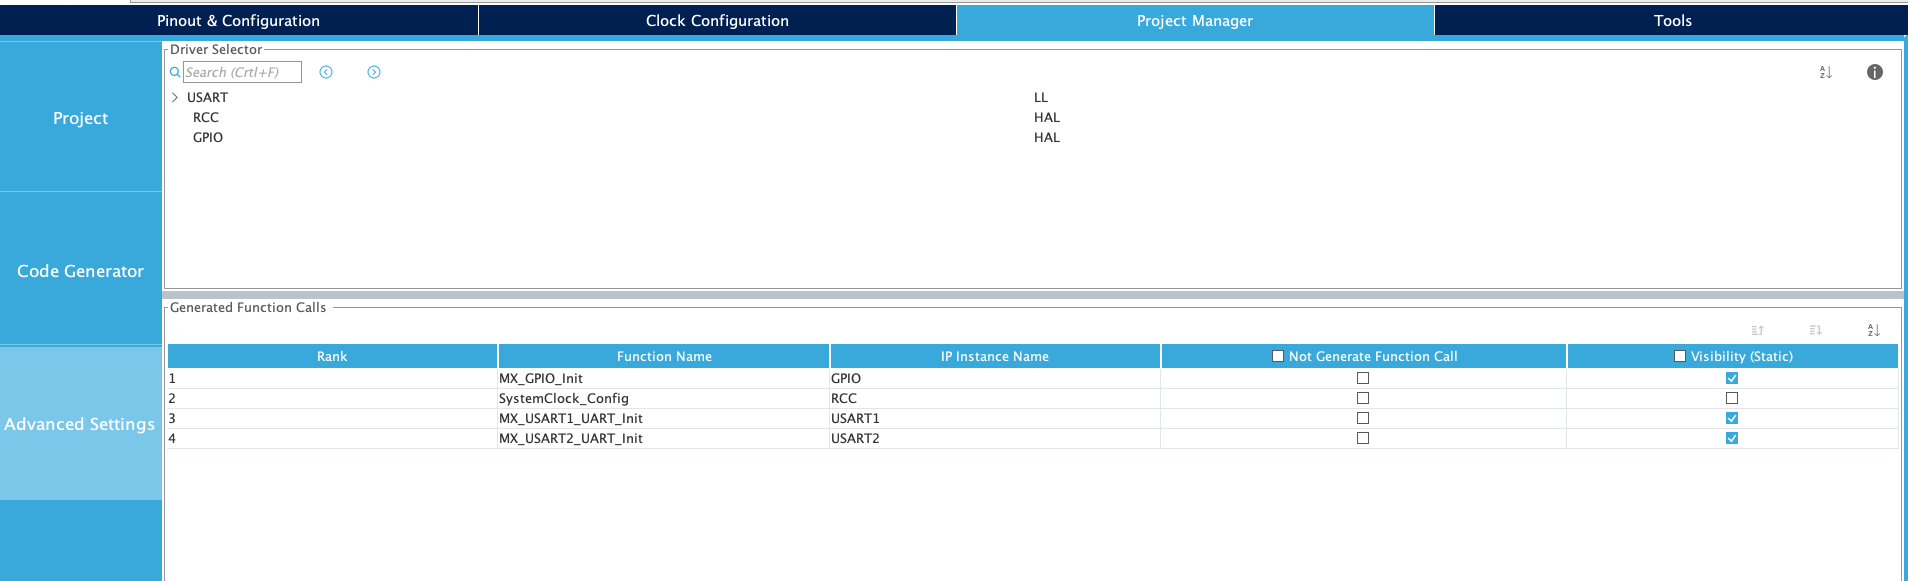 Pinout & Configuration Clock Configuration Project Manager Tools
Driver Selector
Search (Crtl+F)
USART LL
RCC HAL
GPIO HAL
Project
Code Generator
Advanced Settings
Generated Function Calls
Rank Function Name IP Instance Name Not Generate Function Call Visibility (Static)
1 MX_GPIO_Init GPIO
2 SystemClock_Config RCC
3 MX_USART1_UART_Init USART1
4 MX_USART2_UART_Init USART2